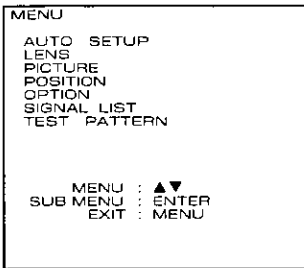 MENU
AUTO SETUP
LENS
PICTURE
POSITION
OPTION
SIGNAL LIST
TEST PATTERN
MENU : ▲▼
SUB MENU : ENTER
EXIT : MENU